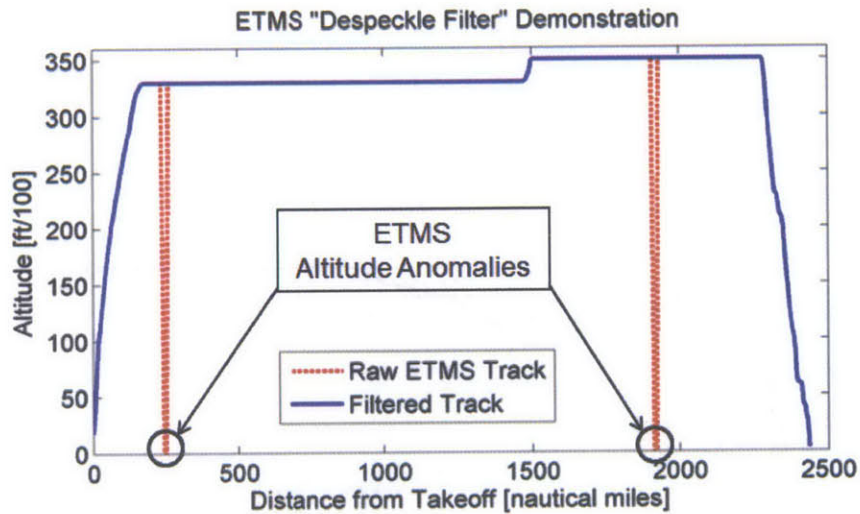 ETMS "Despeckle Filter" Demonstration
350
300
250
200
150
100
50
0
Altitude [ft/100]
ETMS
Altitude Anomalies
Raw ETMS Track
Filtered Track
0 500 1000 1500 2000 2500
Distance from Takeoff [nautical miles]